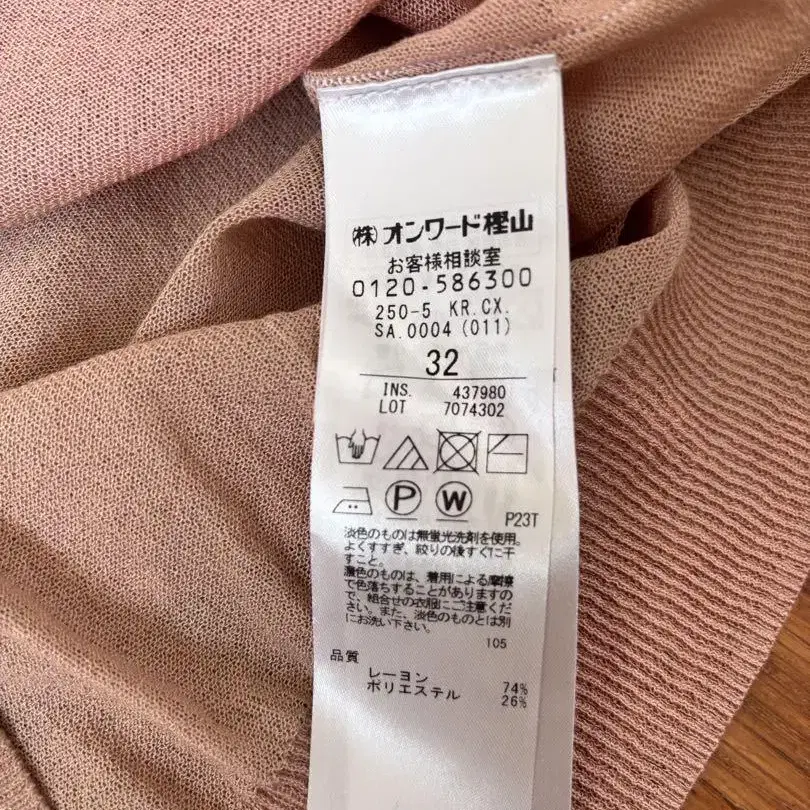 ㈱オンワード樫山
お客様相談室
0120-586300
250-5 KR.CX.
SA.0004(011)
32
INS. 437980
LOT 7074302
P W
P23T
淡色のものは無蛍光洗剤を使用。
よくすすぎ、絞りの後すぐに干
すこと。
濃色のものは、着用による摩擦
で色落ちすることがありますの
で、組合せの衣服にご注意くだ
さい。また、淡色のものとは別
にお洗い下さい。
105
品質
レーヨン 74%
ポリエステル 26%